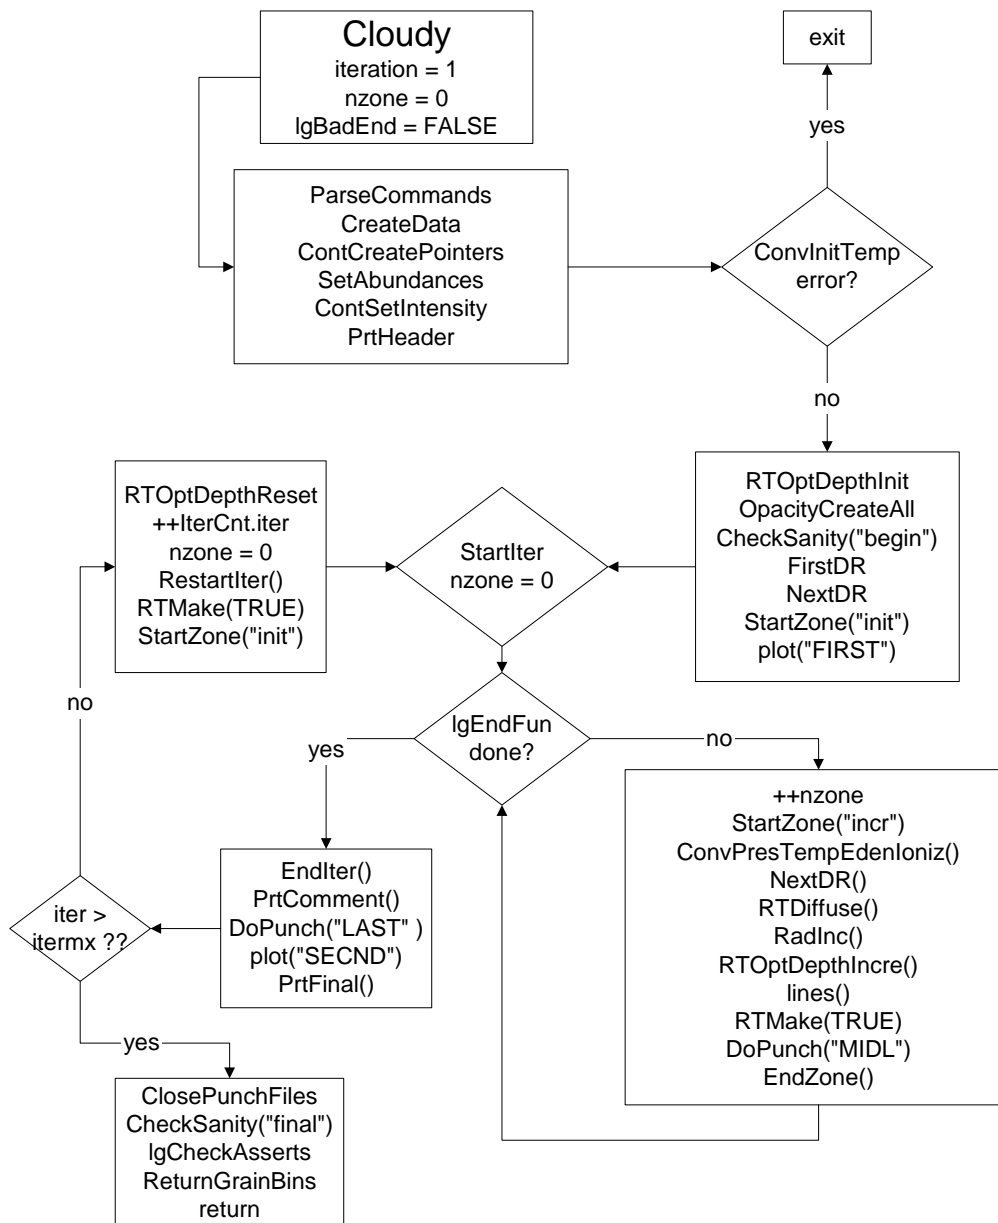 Cloudy
iteration = 1
nzone = 0
lgBadEnd = FALSE
exit
yes
ParseCommands
CreateData
ContCreatePointers
SetAbundances
ContSetIntensity
PrtHeader
ConvInitTemp
error?
no
RTOptDepthInit
OpacityCreateAll
CheckSanity("begin")
FirstDR
NextDR
StartZone("init")
plot("FIRST")
RTOptDepthReset
++IterCnt.iter
nzone = 0
RestartIter()
RTMake(TRUE)
StartZone("init")
StartIter
nzone = 0
no
lgEndFun
done?
yes
no
++nzone
StartZone("incr")
ConvPresTempEdenIoniz()
NextDR()
RTDiffuse()
RadInc()
RTOptDepthIncre()
lines()
RTMake(TRUE)
DoPunch("MIDL")
EndZone()
EndIter()
PrtComment()
DoPunch("LAST" )
plot("SECND")
PrtFinal()
iter >
itermx ??
yes
ClosePunchFiles
CheckSanity("final")
lgCheckAsserts
ReturnGrainBins
return